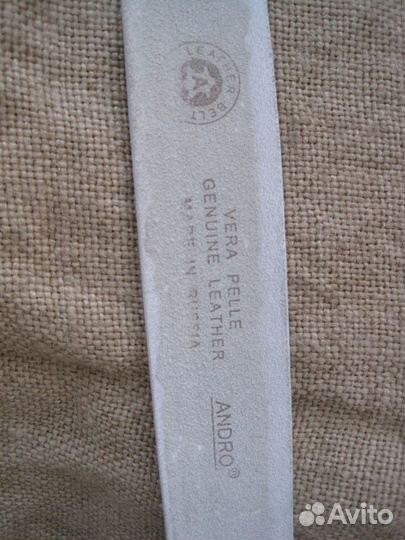 LEATHER BELT
A
VERA PELLE
GENUINE LEATHER
MADE IN RUSSIA
ANDRO®
Avito